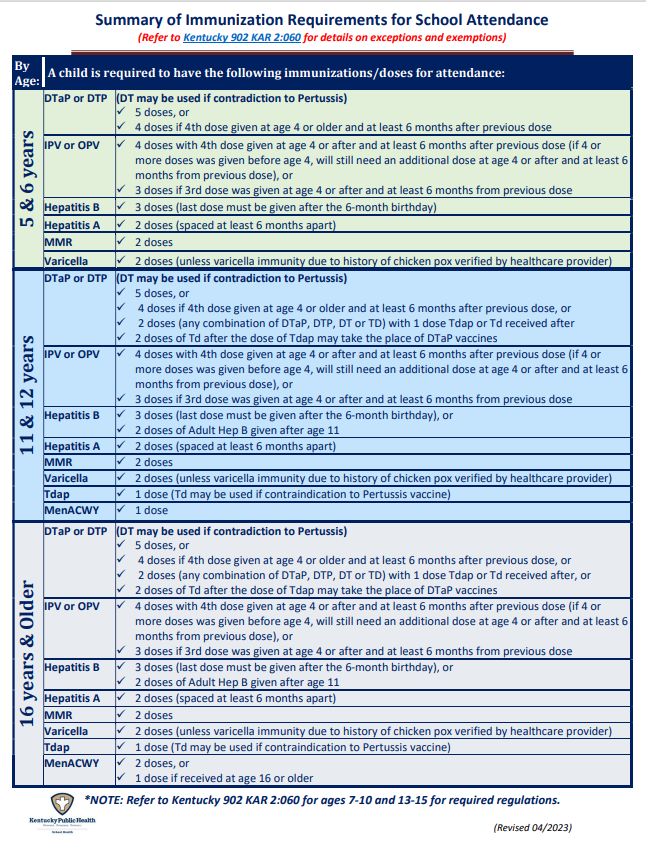 Summary of Immunization Requirements for School Attendance
(Refer to Kentucky 902 KAR 2:060 for details on exceptions and exemptions)
By Age: A child is required to have the following immunizations/doses for attendance:
5 & 6 years
DTaP or DTP (DT may be used if contradiction to Pertussis)
✓ 5 doses, or
✓ 4 doses if 4th dose given at age 4 or older and at least 6 months after previous dose
IPV or OPV ✓ 4 doses with 4th dose given at age 4 or after and at least 6 months after previous dose (if 4 or
more doses was given before age 4, will still need an additional dose at age 4 or after and at least 6
months from previous dose), or
✓ 3 doses if 3rd dose was given at age 4 or after and at least 6 months from previous dose
Hepatitis B ✓ 3 doses (last dose must be given after the 6-month birthday)
Hepatitis A ✓ 2 doses (spaced at least 6 months apart)
MMR ✓ 2 doses
Varicella ✓ 2 doses (unless varicella immunity due to history of chicken pox verified by healthcare provider)
11 & 12 years
DTaP or DTP (DT may be used if contradiction to Pertussis)
✓ 5 doses, or
✓ 4 doses if 4th dose given at age 4 or older and at least 6 months after previous dose, or
✓ 2 doses (any combination of DTaP, DTP, DT or TD) with 1 dose Tdap or Td received after
✓ 2 doses of Td after the dose of Tdap may take the place of DTaP vaccines
IPV or OPV ✓ 4 doses with 4th dose given at age 4 or after and at least 6 months after previous dose (if 4 or
more doses was given before age 4, will still need an additional dose at age 4 or after and at least 6
months from previous dose), or
✓ 3 doses if 3rd dose was given at age 4 or after and at least 6 months from previous dose
Hepatitis B ✓ 3 doses (last dose must be given after the 6-month birthday), or
✓ 2 doses of Adult Hep B given after age 11
Hepatitis A ✓ 2 doses (spaced at least 6 months apart)
MMR ✓ 2 doses
Varicella ✓ 2 doses (unless varicella immunity due to history of chicken pox verified by healthcare provider)
Tdap ✓ 1 dose (Td may be used if contraindication to Pertussis vaccine)
MenACWY ✓ 1 dose
16 years & Older
DTaP or DTP (DT may be used if contradiction to Pertussis)
✓ 5 doses, or
✓ 4 doses if 4th dose given at age 4 or older and at least 6 months after previous dose, or
✓ 2 doses (any combination of DTaP, DTP, DT or TD) with 1 dose Tdap or Td received after, or
✓ 2 doses of Td after the dose of Tdap may take the place of DTaP vaccines
IPV or OPV ✓ 4 doses with 4th dose given at age 4 or after and at least 6 months after previous dose (if 4 or
more doses was given before age 4, will still need an additional dose at age 4 or after and at least 6
months from previous dose), or
✓ 3 doses if 3rd dose was given at age 4 or after and at least 6 months from previous dose
Hepatitis B ✓ 3 doses (last dose must be given after the 6-month birthday), or
✓ 2 doses of Adult Hep B given after age 11
Hepatitis A ✓ 2 doses (spaced at least 6 months apart)
MMR ✓ 2 doses
Varicella ✓ 2 doses (unless varicella immunity due to history of chicken pox verified by healthcare provider)
Tdap ✓ 1 dose (Td may be used if contraindication to Pertussis vaccine)
MenACWY ✓ 2 doses, or
✓ 1 dose if received at age 16 or older
*NOTE: Refer to Kentucky 902 KAR 2:060 for ages 7-10 and 13-15 for required regulations.
Kentucky Public Health
School Health
(Revised 04/2023)